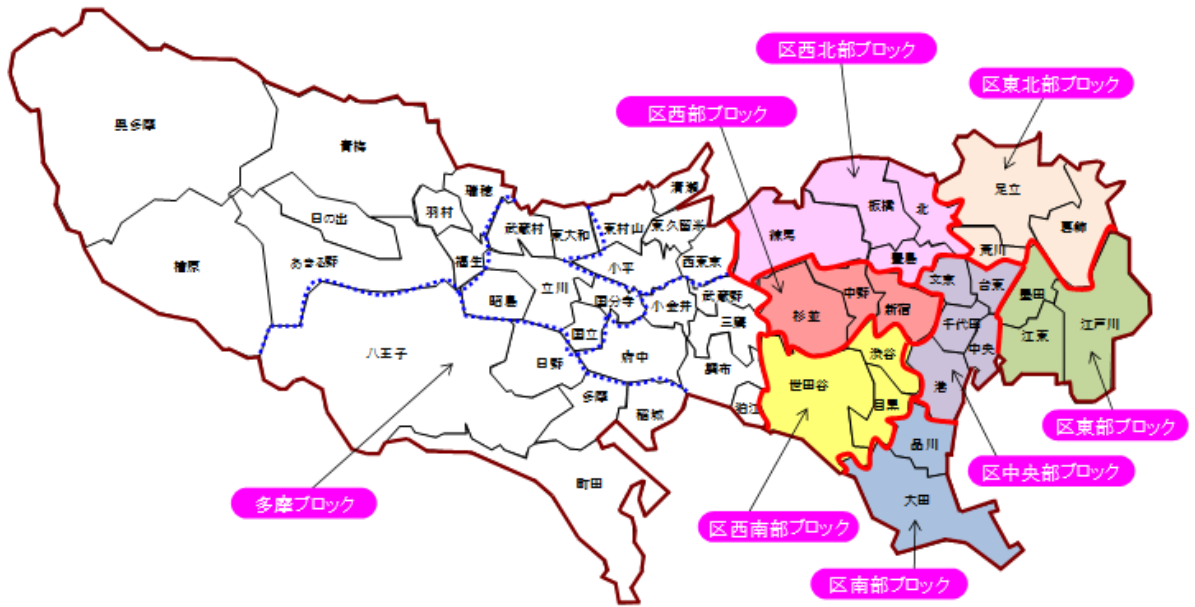 区西北部ブロック
区東北部ブロック
区西部ブロック
奥多摩
青梅
瑞穂
清瀬
羽村
日の出
武蔵村
東大和
東村山
東久留米
西東京
檜原
あきる野
福生
小平
昭島
立川
国分寺
小金井
武蔵野
三鷹
八王子
国立
日野
府中
調布
多摩
稲城
狛江
町田
練馬
板橋
北
豊島
足立
葛飾
荒川
文京
台東
墨田
江東
江戸川
杉並
中野
新宿
千代田
中央
港
渋谷
世田谷
目黒
品川
大田
区東部ブロック
区中央部ブロック
多摩ブロック
区西南部ブロック
区南部ブロック